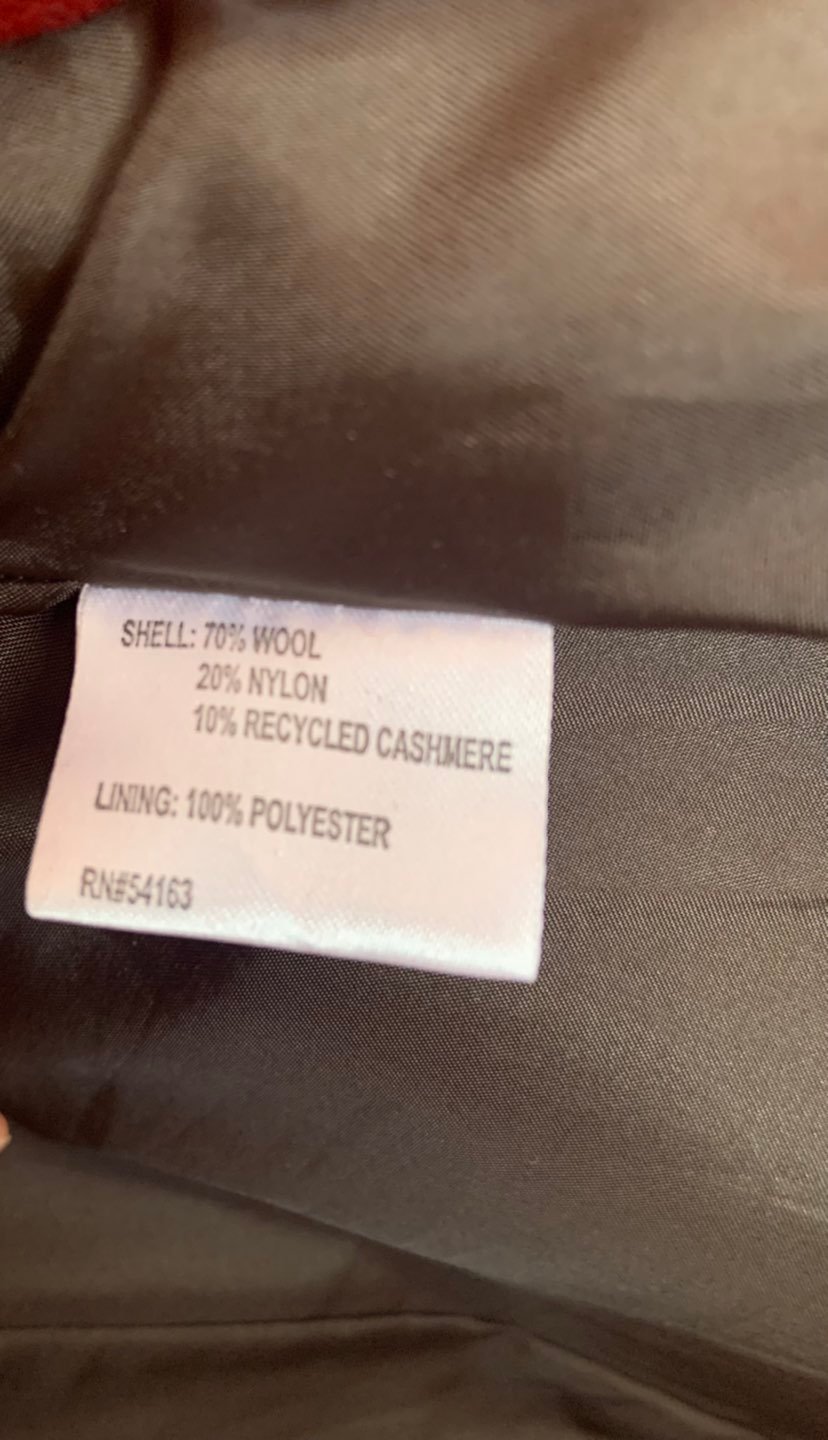 SHELL: 70% WOOL
20% NYLON
10% RECYCLED CASHMERE
LINING: 100% POLYESTER
RN#54163